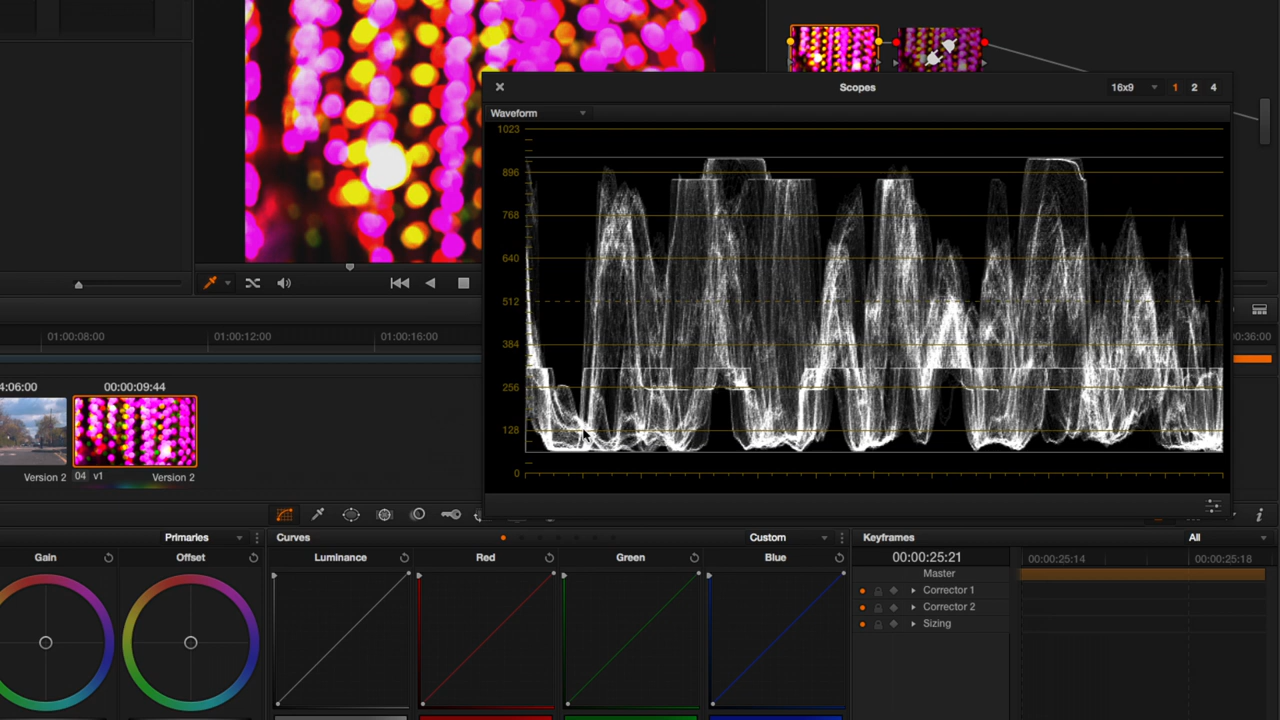 Scopes
16x9 1 2 4
Waveform
1023
896
768
640
512
384
256
128
0
01:00:08:00 01:00:12:00 01:00:16:00
0:36:00
4:06:00 00:00:09:44
Version 2 04 v1 Version 2
Primaries Curves Custom Keyframes All
Gain Offset Luminance Red Green Blue 00:00:25:21 00:00:25:14 00:00:25:18
Master
Corrector 1
Corrector 2
Sizing